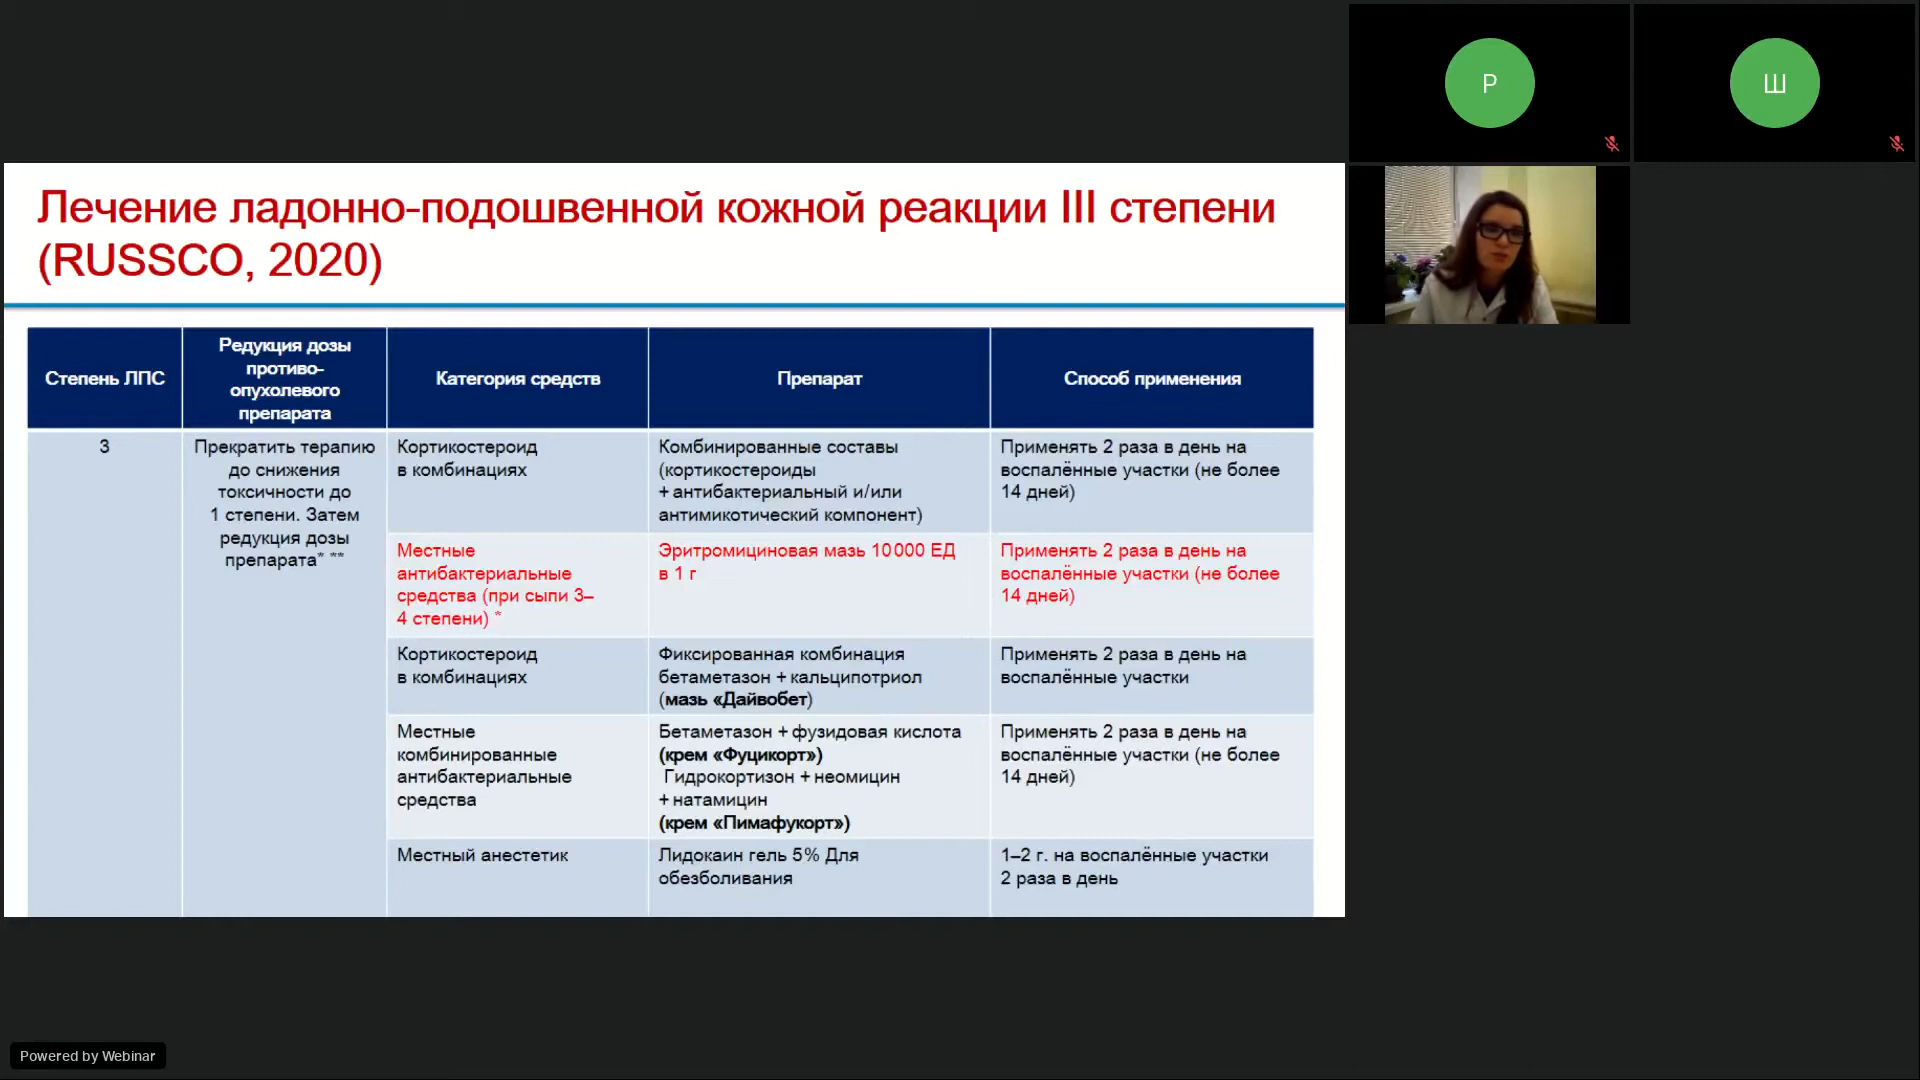 Р
Ш
Лечение ладонно-подошвенной кожной реакции III степени
(RUSSCO, 2020)
Степень ЛПС
Редукция дозы
противо-
опухолевого
препарата
Категория средств
Препарат
Способ применения
3
Прекратить терапию
до снижения
токсичности до
1 степени. Затем
редукция дозы
препарата* **
Кортикостероид
в комбинациях
Комбинированные составы
(кортикостероиды
+ антибактериальный и/или
антимикотический компонент)
Применять 2 раза в день на
воспалённые участки (не более
14 дней)
Местные
антибактериальные
средства (при сыпи 3–
4 степени) *
Эритромициновая мазь 10 000 ЕД
в 1 г
Применять 2 раза в день на
воспалённые участки (не более
14 дней)
Кортикостероид
в комбинациях
Фиксированная комбинация
бетаметазон + кальципотриол
(мазь «Дайвобет)
Применять 2 раза в день на
воспалённые участки
Местные
комбинированные
антибактериальные
средства
Бетаметазон + фузидовая кислота
(крем «Фуцикорт»)
Гидрокортизон + неомицин
+ натамицин
(крем «Пимафукорт»)
Применять 2 раза в день на
воспалённые участки (не более
14 дней)
Местный анестетик
Лидокаин гель 5% Для
обезболивания
1–2 г. на воспалённые участки
2 раза в день
Powered by Webinar